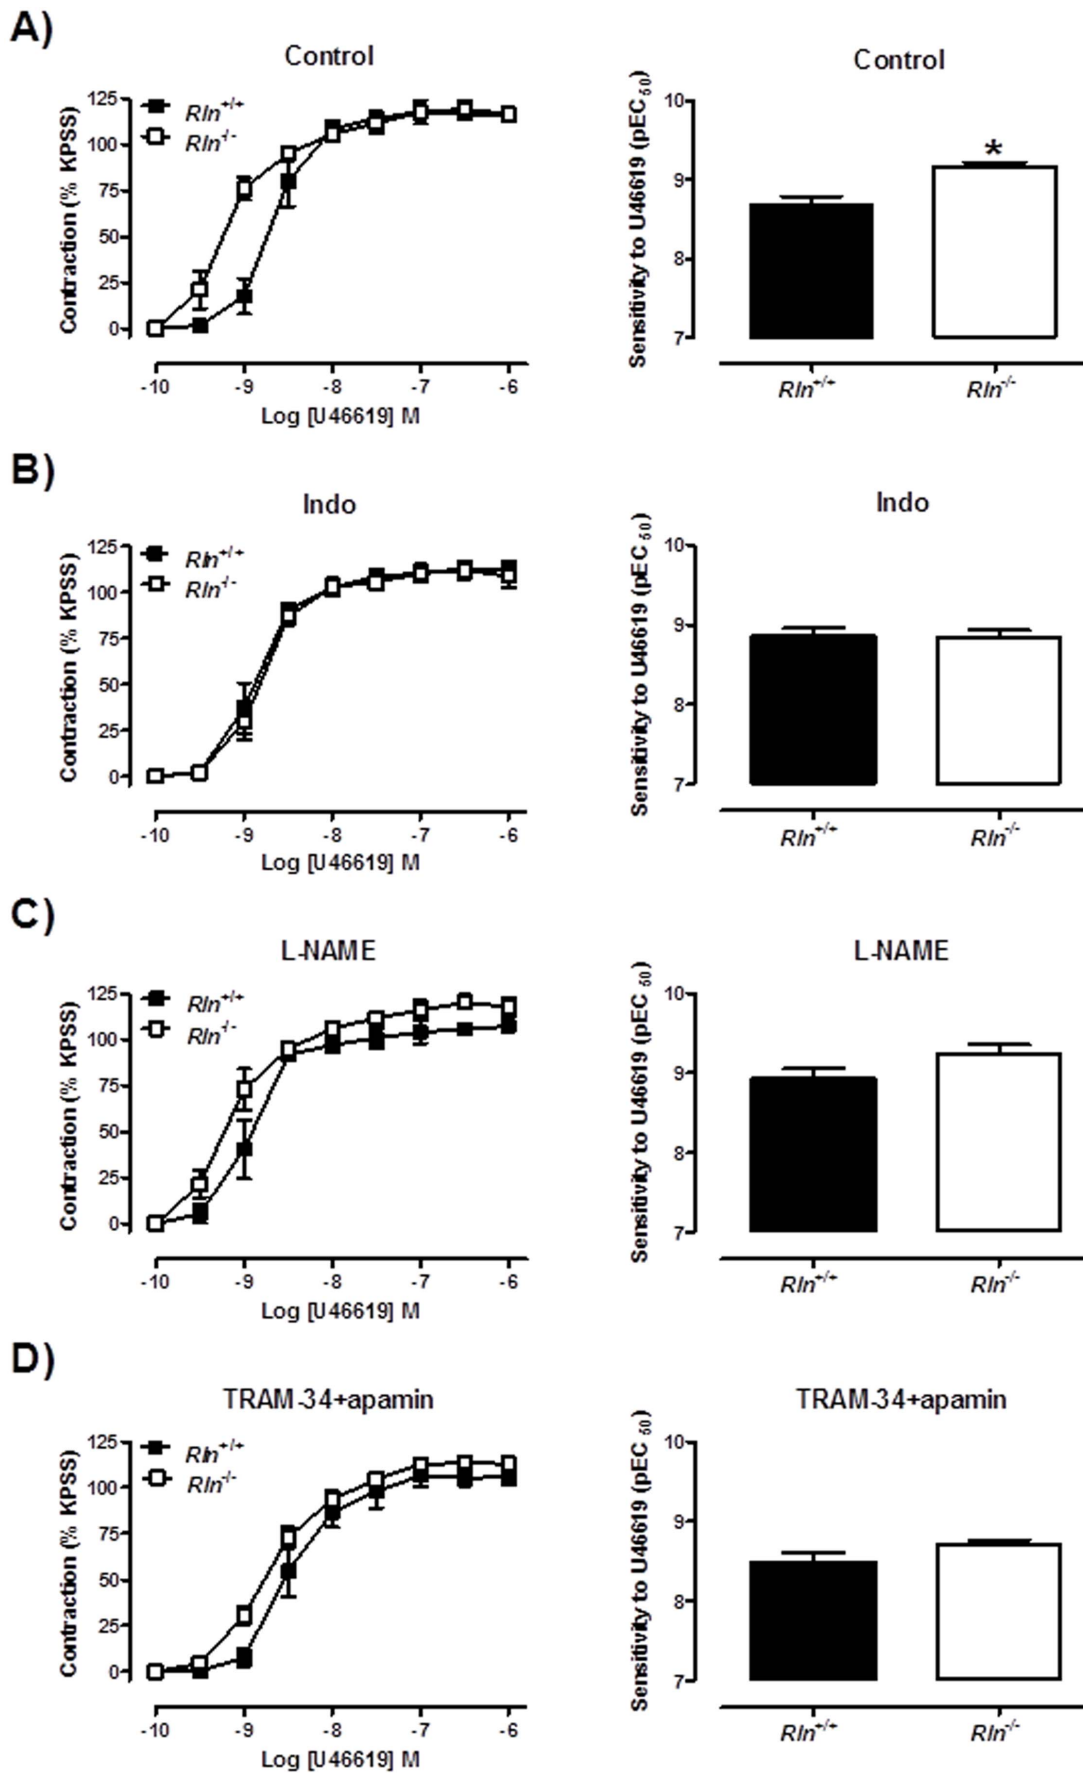 A)
Control
Contraction (% KPSS)
125
100
75
50
25
0
Rln+/+
Rln-/-
-10 -9 -8 -7 -6
Log [U46619] M
Control
Sensitivity to U46619 (pEC50)
10
9
8
7
*
Rln+/+ Rln-/-
B)
Indo
Contraction (% KPSS)
125
100
75
50
25
0
Rln+/+
Rln-/-
-10 -9 -8 -7 -6
Log [U46619] M
Indo
Sensitivity to U46619 (pEC50)
10
9
8
7
Rln+/+ Rln-/-
C)
L-NAME
Contraction (% KPSS)
125
100
75
50
25
0
Rln+/+
Rln-/-
-10 -9 -8 -7 -6
Log [U46619] M
L-NAME
Sensitivity to U46619 (pEC50)
10
9
8
7
Rln+/+ Rln-/-
D)
TRAM-34+apamin
Contraction (% KPSS)
125
100
75
50
25
0
Rln+/+
Rln-/-
-10 -9 -8 -7 -6
Log [U46619] M
TRAM-34+apamin
Sensitivity to U46619 (pEC50)
10
9
8
7
Rln+/+ Rln-/-